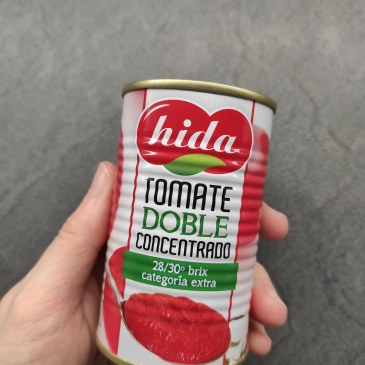 hida
TOMATE
DOBLE
CONCENTRADO
28/30º brix
categoría extra